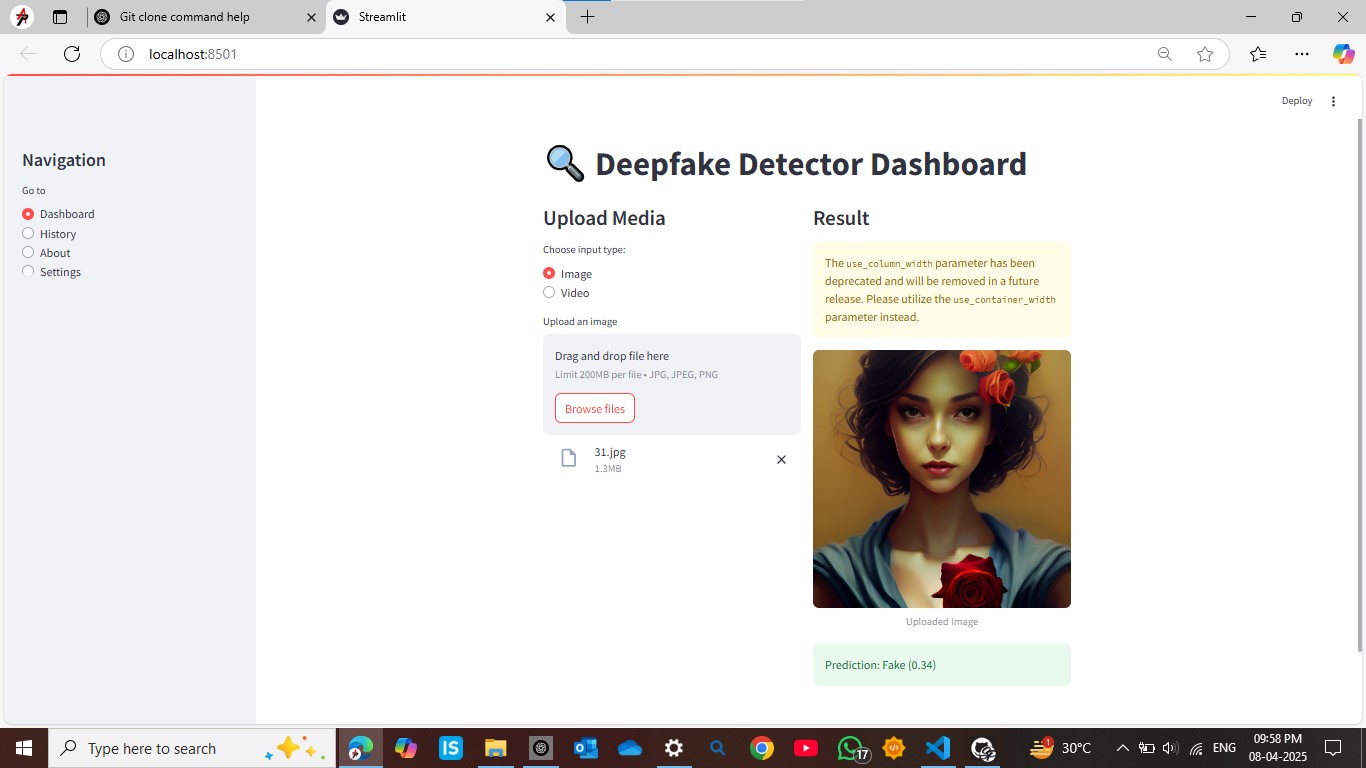 Git clone command help
Streamlit
localhost:8501
Deploy
Navigation
Go to
Dashboard
History
About
Settings
Deepfake Detector Dashboard
Upload Media
Choose input type:
Image
Video
Upload an image
Drag and drop file here
Limit 200MB per file • JPG, JPEG, PNG
Browse files
31.jpg
1.3MB
Result
The use_column_width parameter has been
deprecated and will be removed in a future
release. Please utilize the use_container_width
parameter instead.
Uploaded Image
Prediction: Fake (0.34)
Type here to search
IS
17
1
30°C
ENG
09:58 PM
08-04-2025